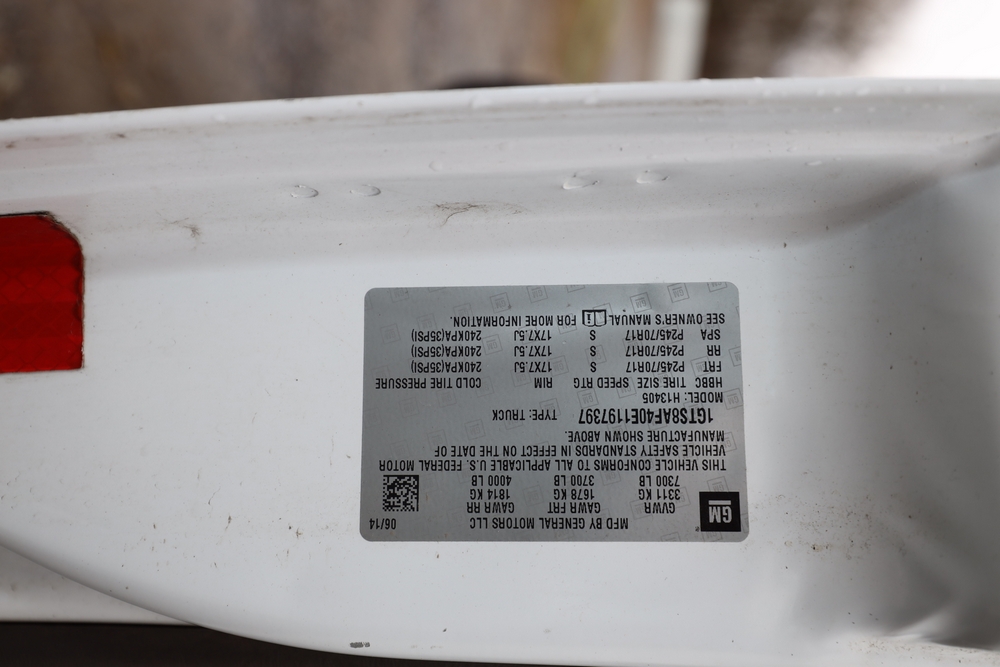 GM
MFD BY GENERAL MOTORS LLC 06/14
GVWR GAWR FRT GAWR RR
3311 KG 1678 KG 1814 KG
7300 LB 3700 LB 4000 LB
THIS VEHICLE CONFORMS TO ALL APPLICABLE U.S. FEDERAL MOTOR
VEHICLE SAFETY STANDARDS IN EFFECT ON THE DATE OF
MANUFACTURE SHOWN ABOVE.
1GTS8AF40E1197397 TYPE: TRUCK
MODEL: H13405
HBBC TIRE SIZE SPEED RTG RIM COLD TIRE PRESSURE
FRT P245/70R17 S 17X7.5J 240KPA(35PSI)
RR P245/70R17 S 17X7.5J 240KPA(35PSI)
SPA P245/70R17 S 17X7.5J 240KPA(35PSI)
SEE OWNER'S MANUAL FOR MORE INFORMATION.